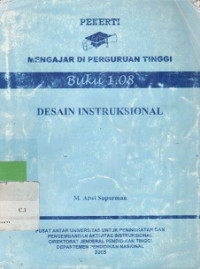 PEKERTI
MENGAJAR DI PERGURUAN TINGGI
Buku 1.08
DESAIN INSTRUKSIONAL
C.1
M. Atwi Suparman
PUSAT ANTAR UNIVERSITAS UNTUK PENINGKATAN DAN
PENGEMBANGAN AKTIVITAS INSTRUKSIONAL
DIREKTORAT JENDERAL PENDIDIKAN TINGGI
DEPARTEMEN PENDIDIKAN NASIONAL